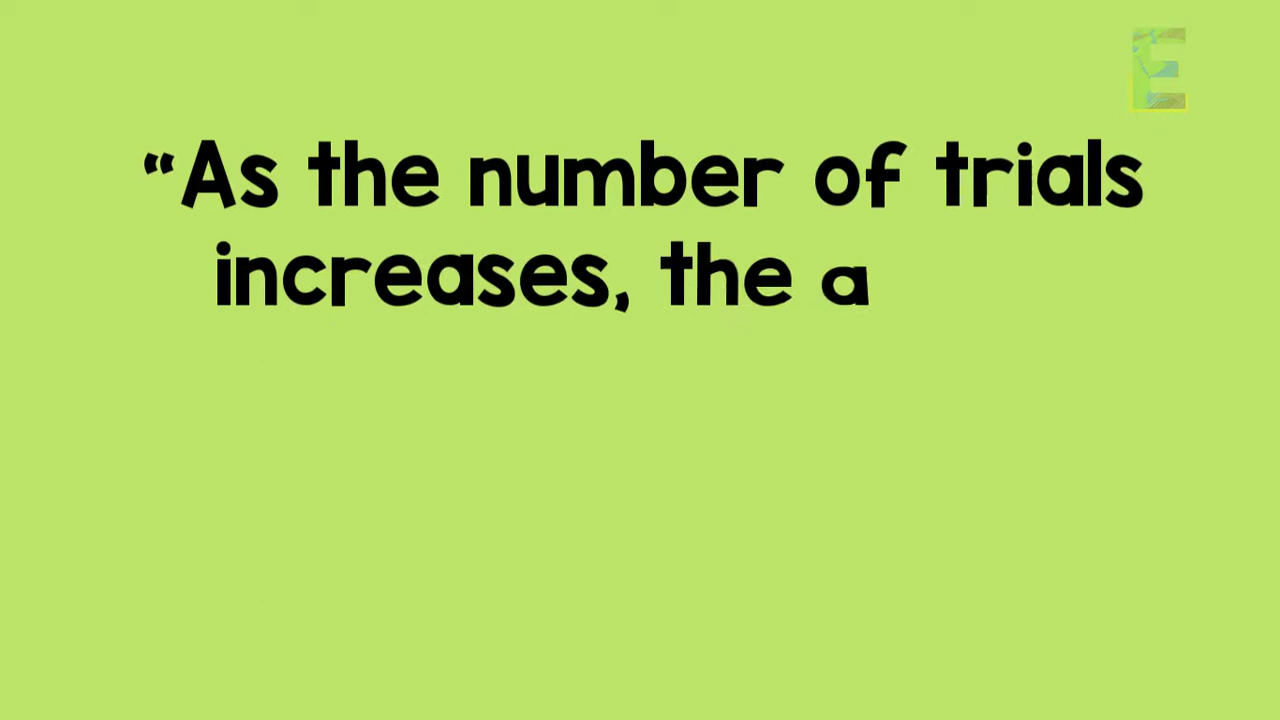 “As the number of trials
increases, the a
E